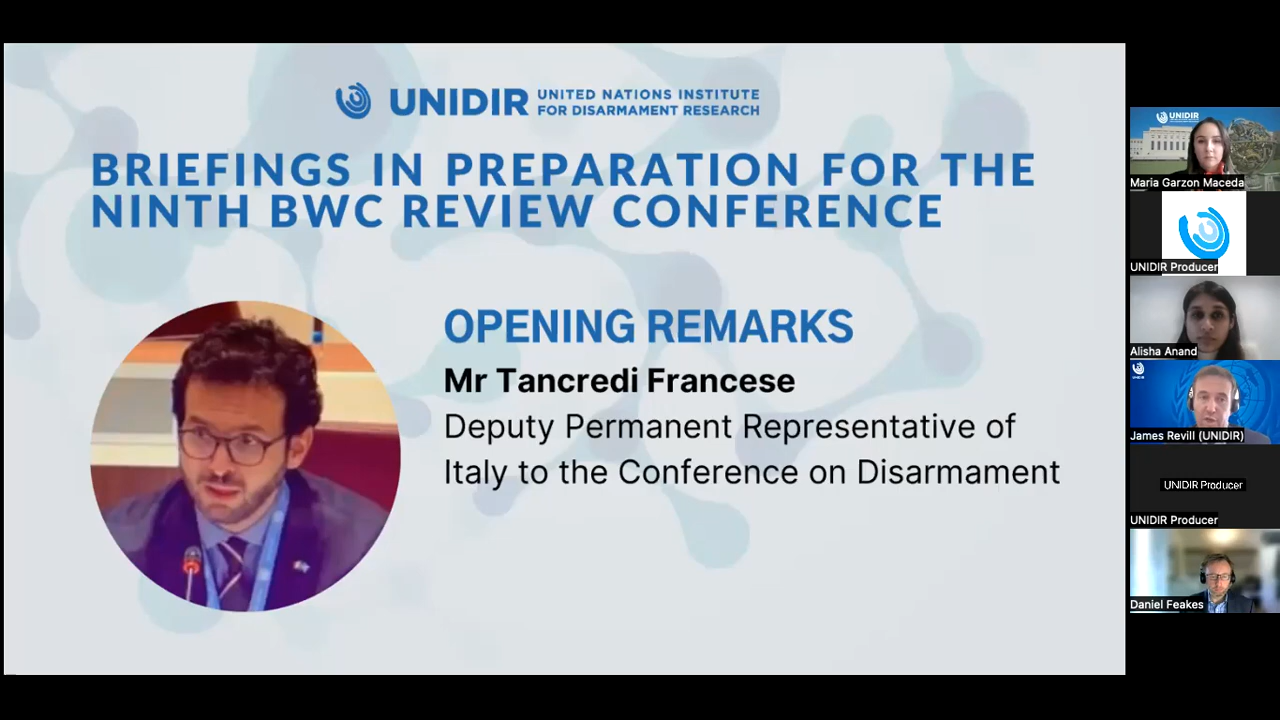 UNIDIR
UNITED NATIONS INSTITUTE
FOR DISARMAMENT RESEARCH
BRIEFINGS IN PREPARATION FOR THE
NINTH BWC REVIEW CONFERENCE
OPENING REMARKS
Mr Tancredi Francese
Deputy Permanent Representative of
Italy to the Conference on Disarmament
UNIDIR
Maria Garzon Maceda
UNIDIR Producer
Alisha Anand
UNIDIR
James Revill (UNIDIR)
UNIDIR Producer
UNIDIR Producer
Daniel Feakes